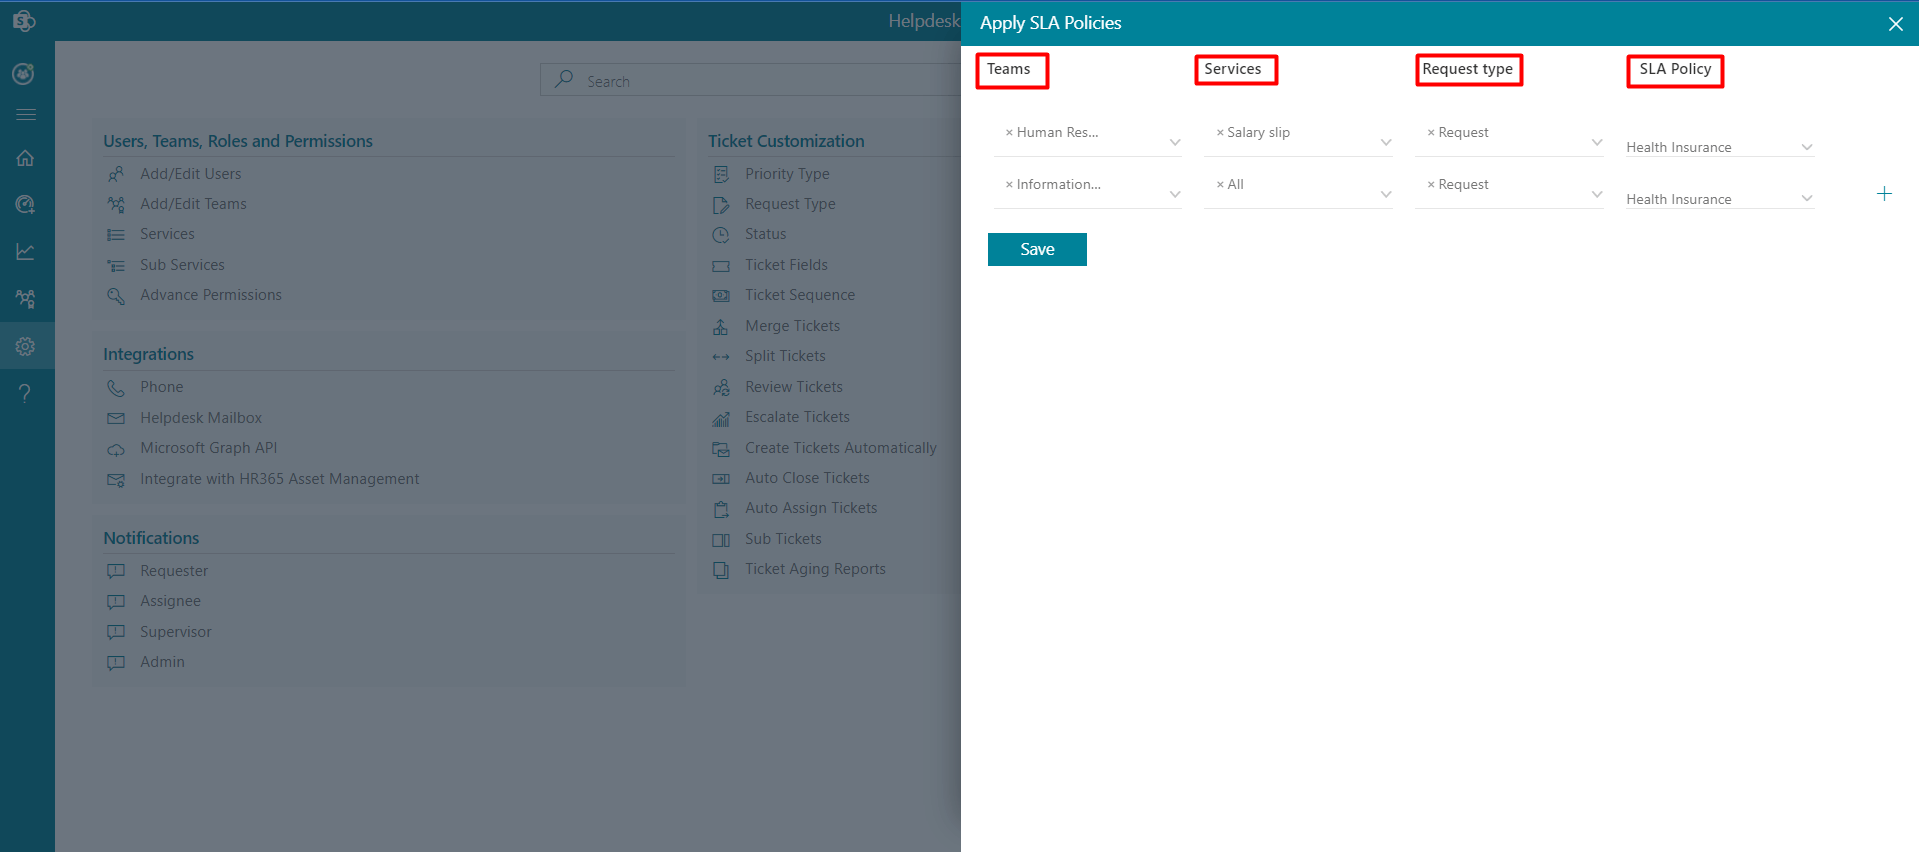 Helpdesk
Search
Users, Teams, Roles and Permissions
Add/Edit Users
Add/Edit Teams
Services
Sub Services
Advance Permissions
Integrations
Phone
Helpdesk Mailbox
Microsoft Graph API
Integrate with HR365 Asset Management
Notifications
Requester
Assignee
Supervisor
Admin
Ticket Customization
Priority Type
Request Type
Status
Ticket Fields
Ticket Sequence
Merge Tickets
Split Tickets
Review Tickets
Escalate Tickets
Create Tickets Automatically
Auto Close Tickets
Auto Assign Tickets
Sub Tickets
Ticket Aging Reports
Apply SLA Policies
Teams Services Request type SLA Policy
× Human Res... × Salary slip × Request Health Insurance
× Information... × All × Request Health Insurance
Save